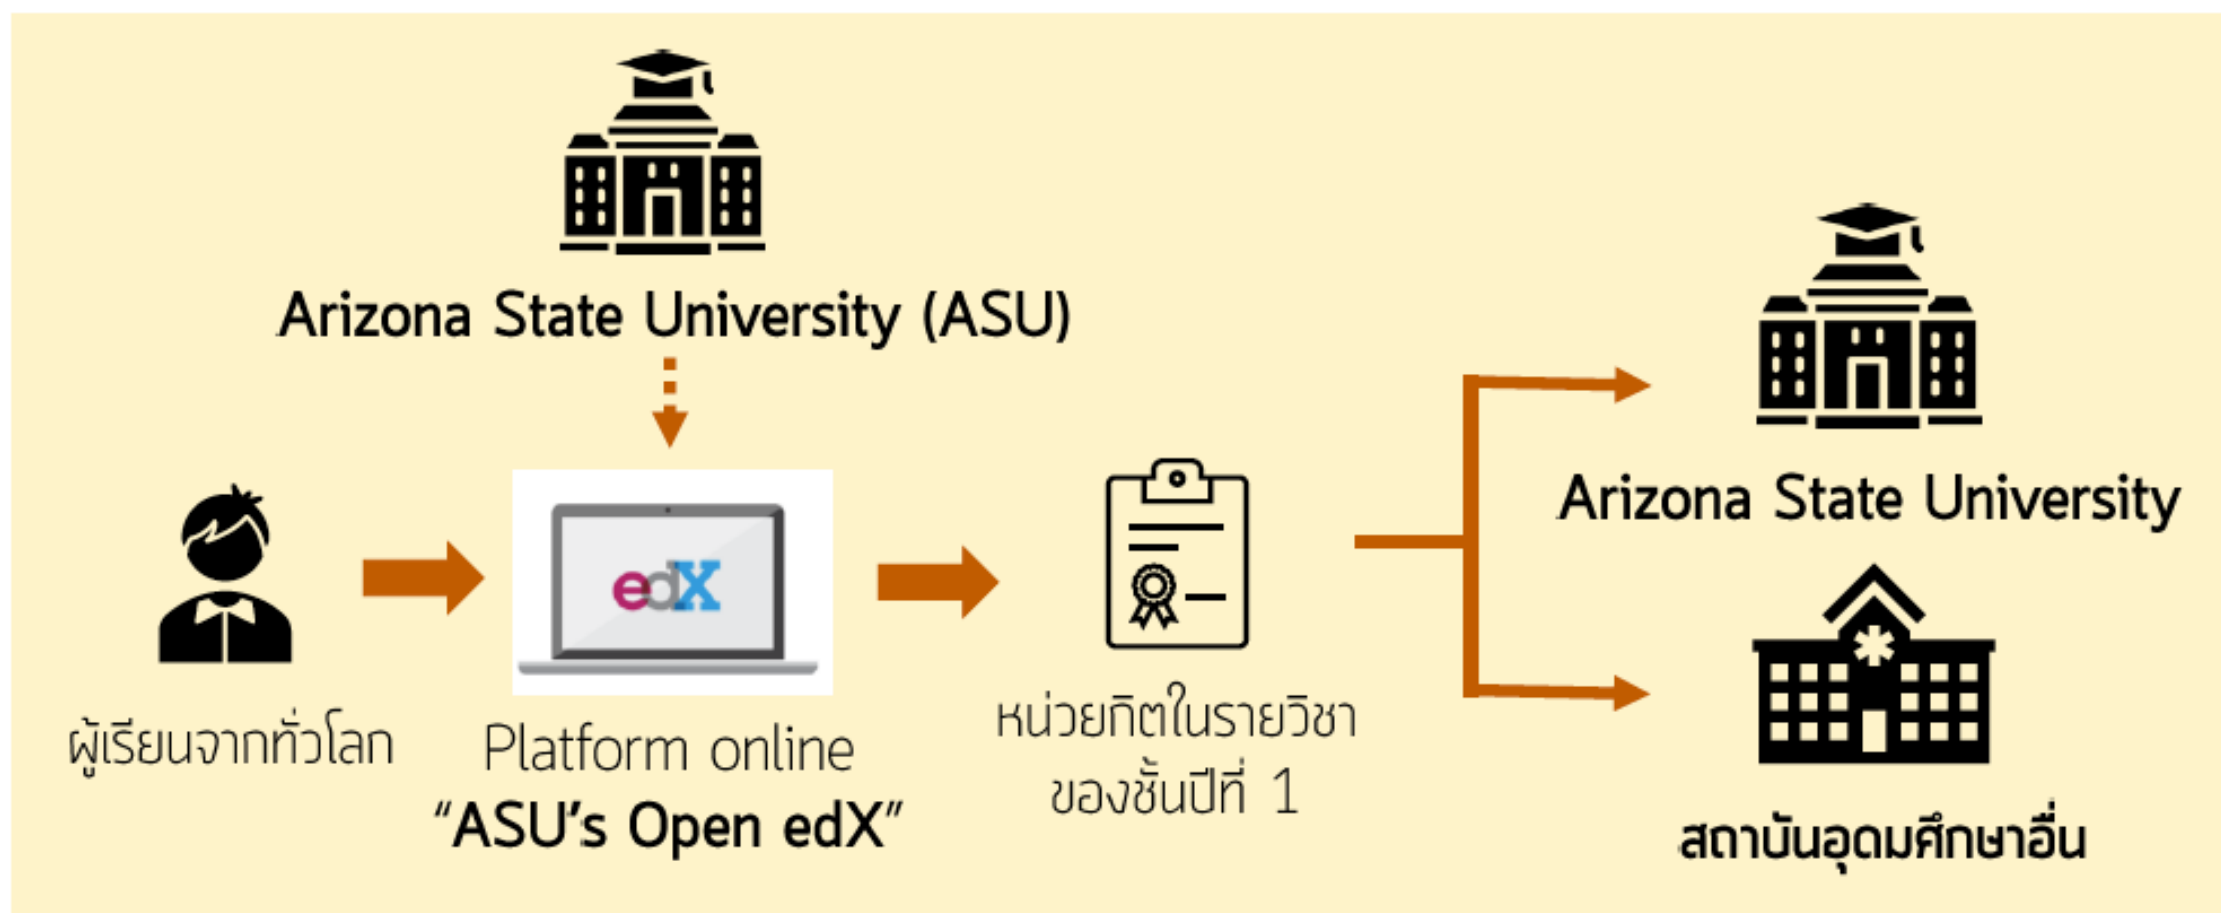 Arizona State University (ASU)
edX
ผู้เรียนจากทั่วโลก
Platform online
“ASU’s Open edX”
หน่วยกิตในรายวิชา
ของชั้นปีที่ 1
Arizona State University
สถาบันอุดมศึกษาอื่น